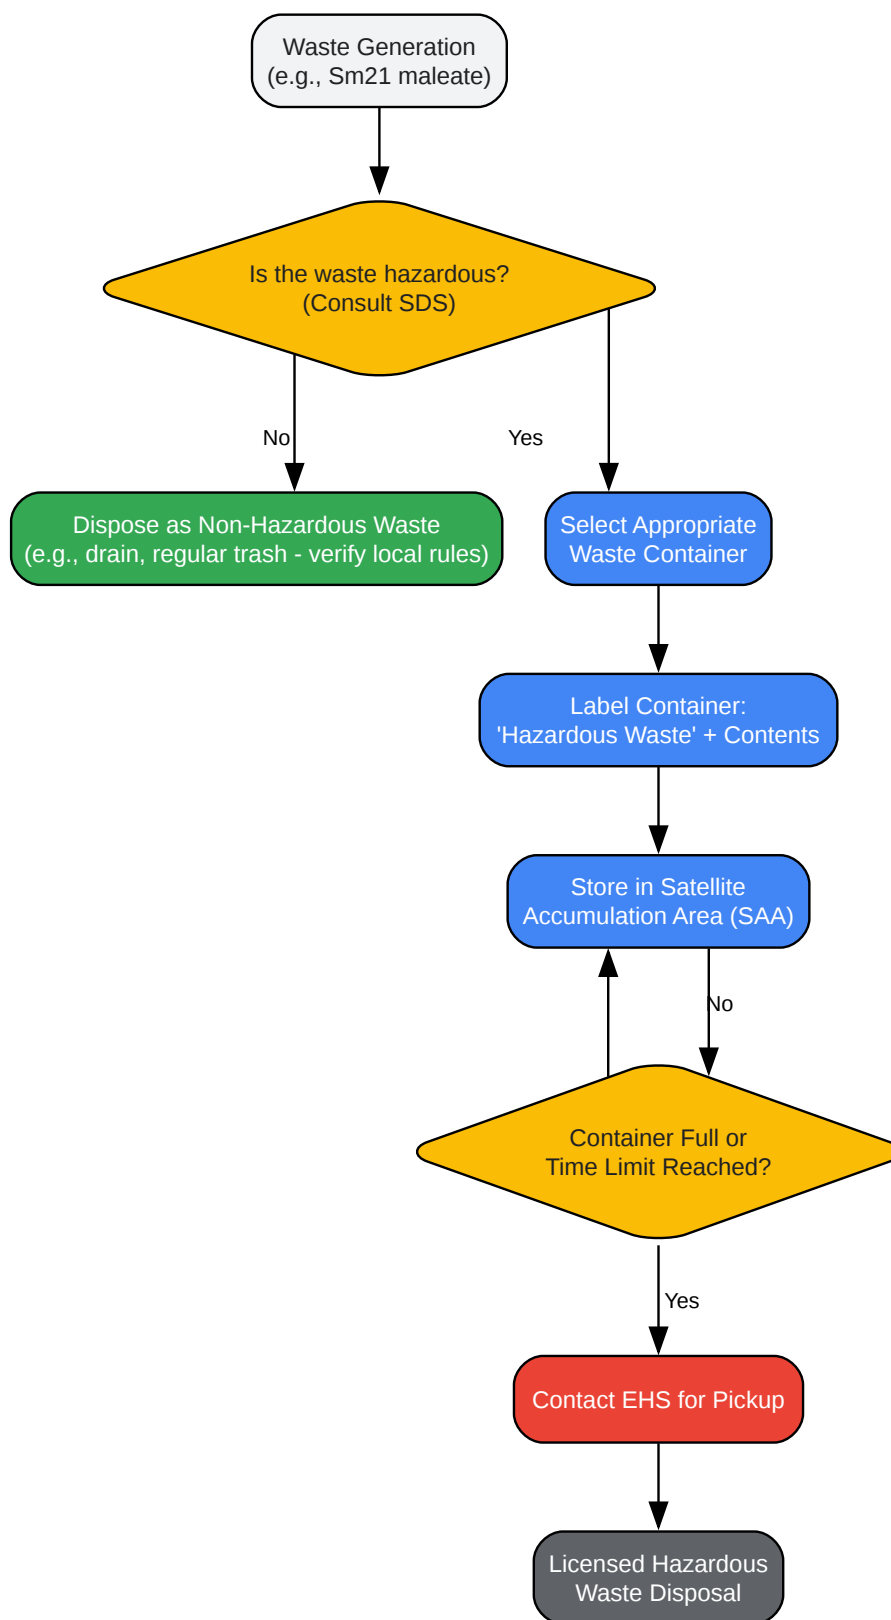 Waste Generation
(e.g., Sm21 maleate)
Is the waste hazardous?
(Consult SDS)
No
Yes
Dispose as Non-Hazardous Waste
(e.g., drain, regular trash - verify local rules)
Select Appropriate
Waste Container
Label Container:
'Hazardous Waste' + Contents
Store in Satellite
Accumulation Area (SAA)
No
Container Full or
Time Limit Reached?
Yes
Contact EHS for Pickup
Licensed Hazardous
Waste Disposal